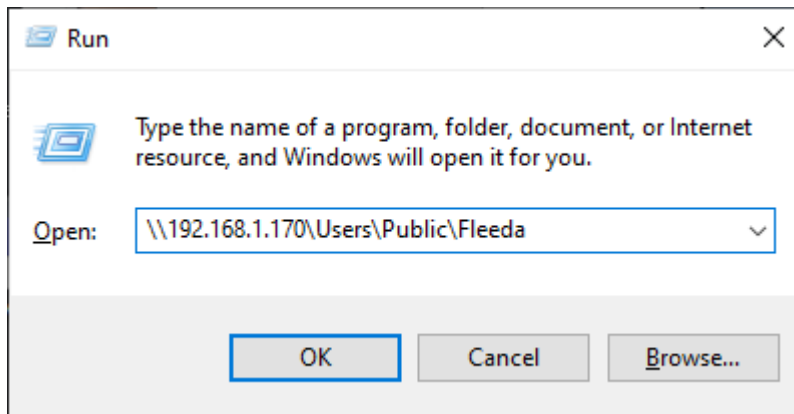 Run
Type the name of a program, folder, document, or Internet
resource, and Windows will open it for you.
Open: \\192.168.1.170\Users\Public\Fleeda
OK Cancel Browse...